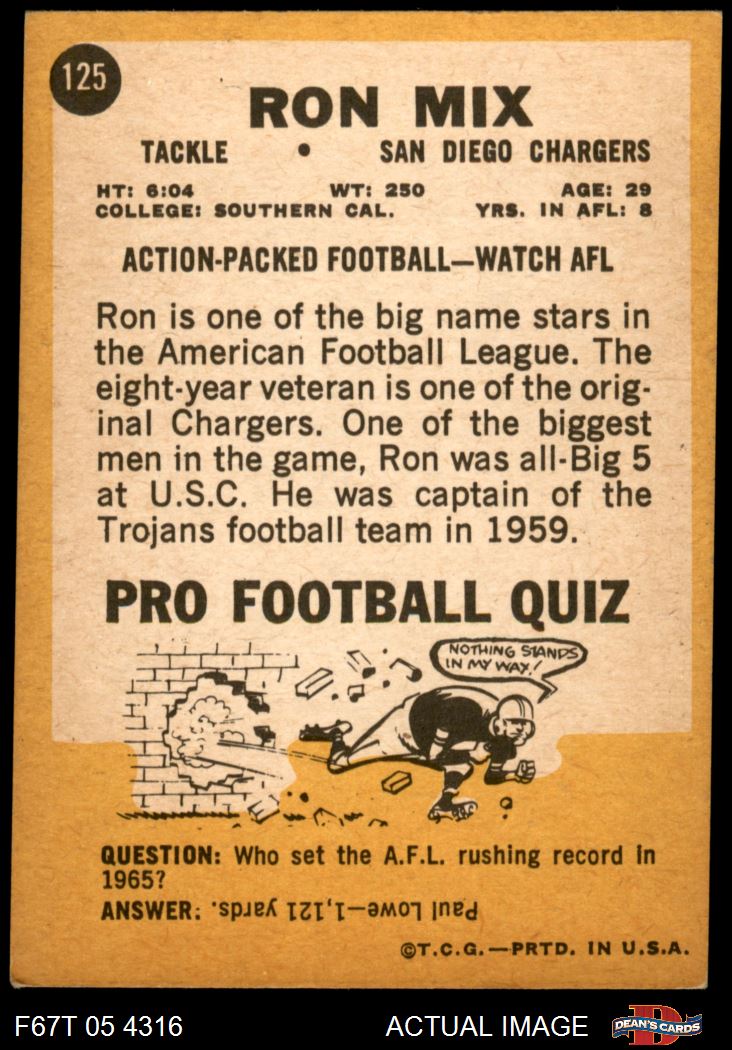 125
RON MIX
TACKLE • SAN DIEGO CHARGERS
HT: 6:04 WT: 250 AGE: 29
COLLEGE: SOUTHERN CAL. YRS. IN AFL: 8
ACTION-PACKED FOOTBALL—WATCH AFL
Ron is one of the big name stars in
the American Football League. The
eight-year veteran is one of the orig-
inal Chargers. One of the biggest
men in the game, Ron was all-Big 5
at U.S.C. He was captain of the
Trojans football team in 1959.
PRO FOOTBALL QUIZ
NOTHING STANDS
IN MY WAY!
QUESTION: Who set the A.F.L. rushing record in
1965?
ANSWER: Paul Lowe—1,121 yards.
©T.C.G.—PRTD. IN U.S.A.
F67T 05 4316 ACTUAL IMAGE
D
DEAN'S CARDS